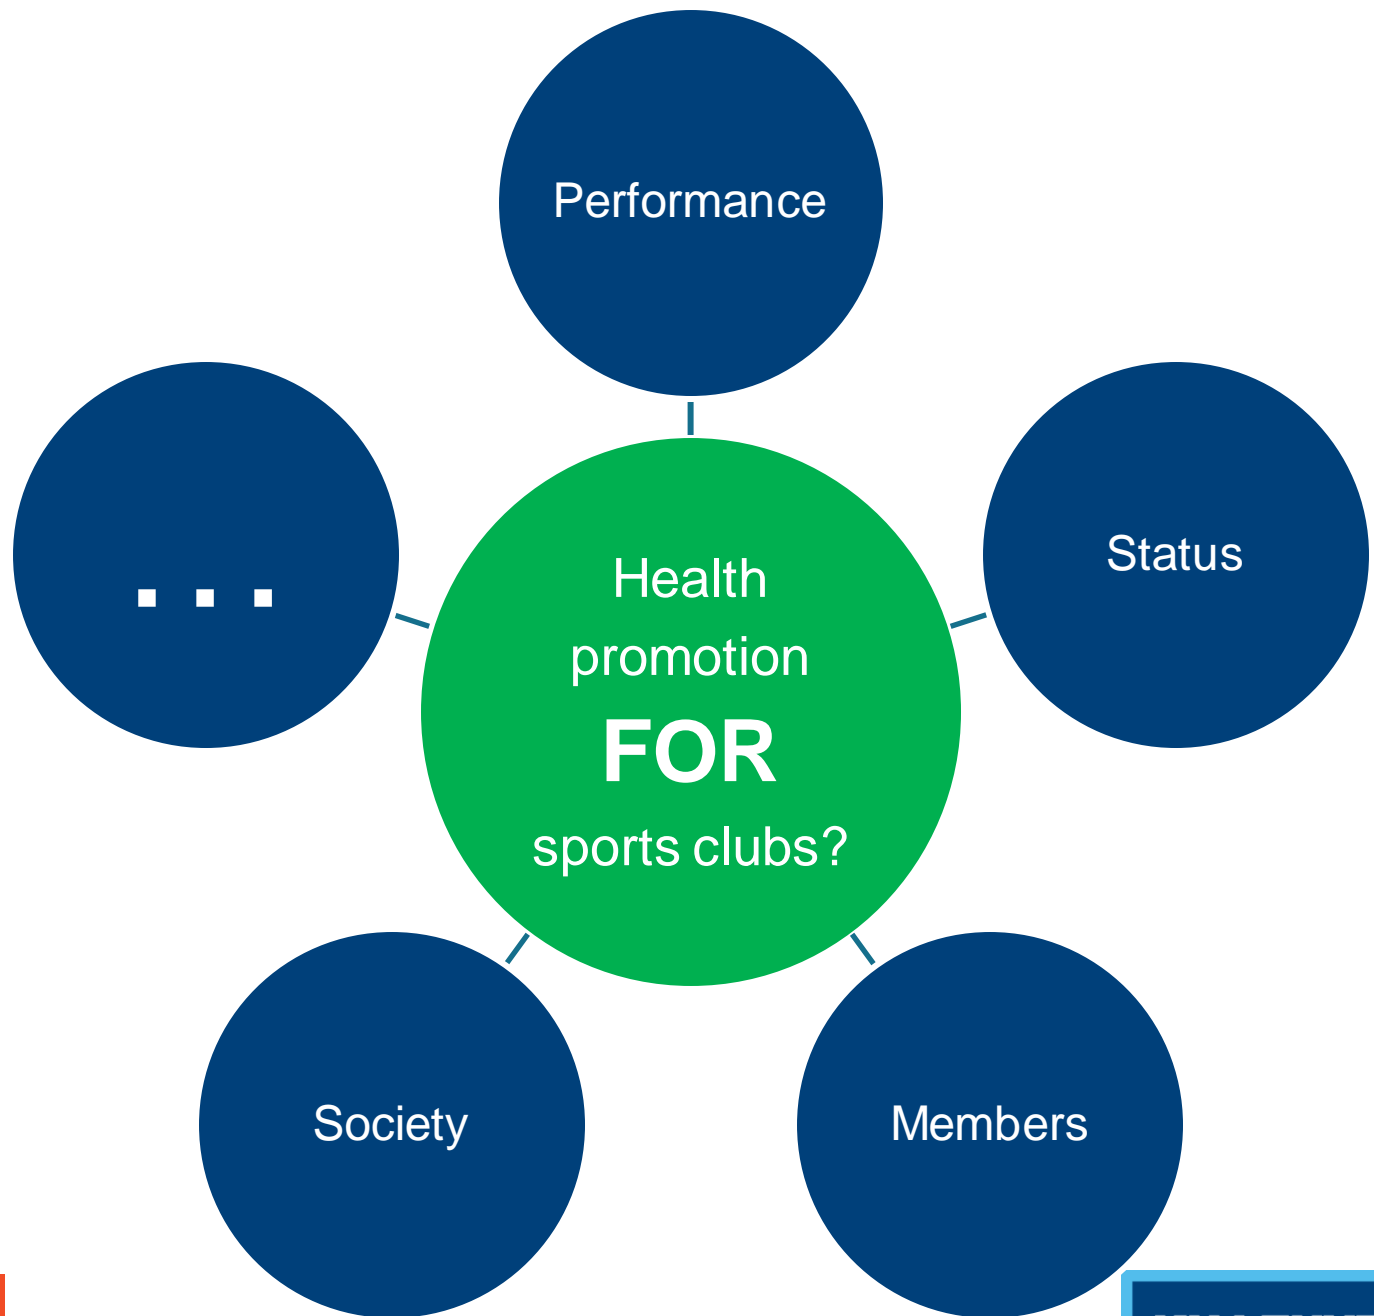 Performance
Status
. . .
Health
promotion
FOR
sports clubs?
Society
Members